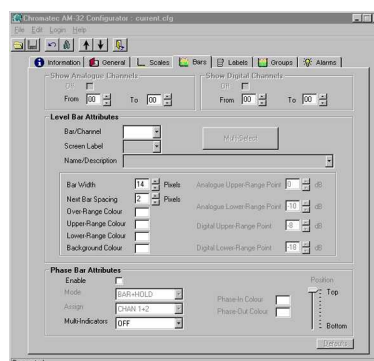 Chromatec AM-32 Configurator : current.cfg
File Edit Login Help
Information General Scales Bars Labels Groups Alarms
Show Analogue Channels Show Digital Channels
Off Off
From 00 To 00 From 00 To 00
Level Bar Attributes
Bar/Channel Multi-Select
Screen Label
Name/Description
Bar Width 14 Pixels Analogue Upper-Range Point 0 dB
Next Bar Spacing 2 Pixels
Over-Range Colour Analogue Lower-Range Point -10 dB
Upper-Range Colour Digital Upper-Range Point -8 dB
Lower-Range Colour
Background Colour Digital Lower-Range Point -18 dB
Phase Bar Attributes
Enable Position
Mode BAR+HOLD Top
Phase-In Colour
Assign CHAN 1+2 Phase-Out Colour
Multi-Indicators OFF Bottom
Defaults